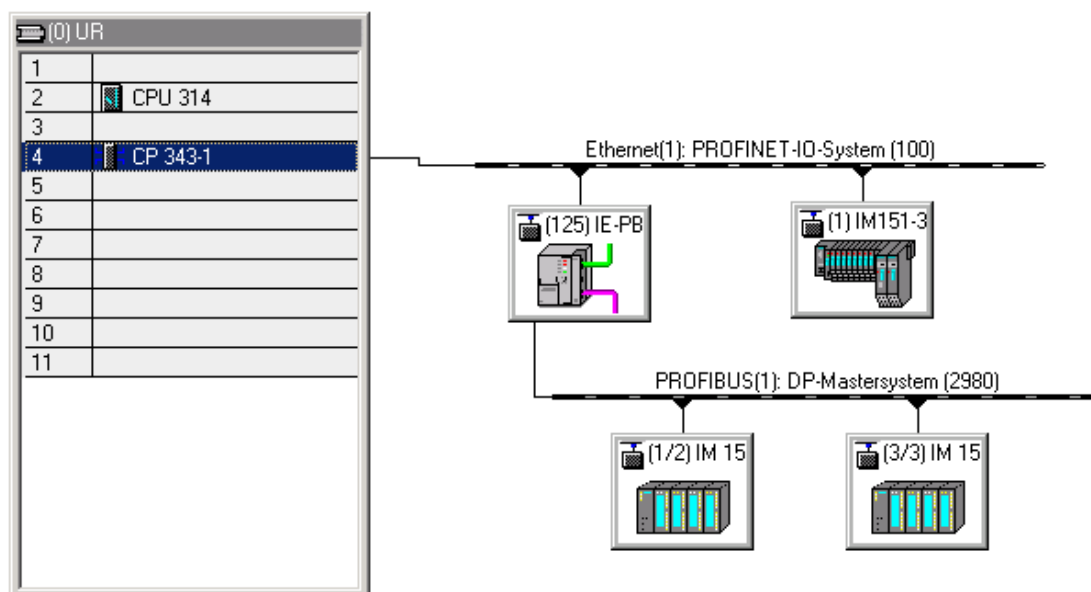 (0) UR
1
2 CPU 314
3
4 CP 343-1
5
6
7
8
9
10
11
Ethernet(1): PROFINET-IO-System (100)
(125) IE-PB
(1) IM151-3
PROFIBUS(1): DP-Mastersystem (2980)
(1/2) IM 15
(3/3) IM 15